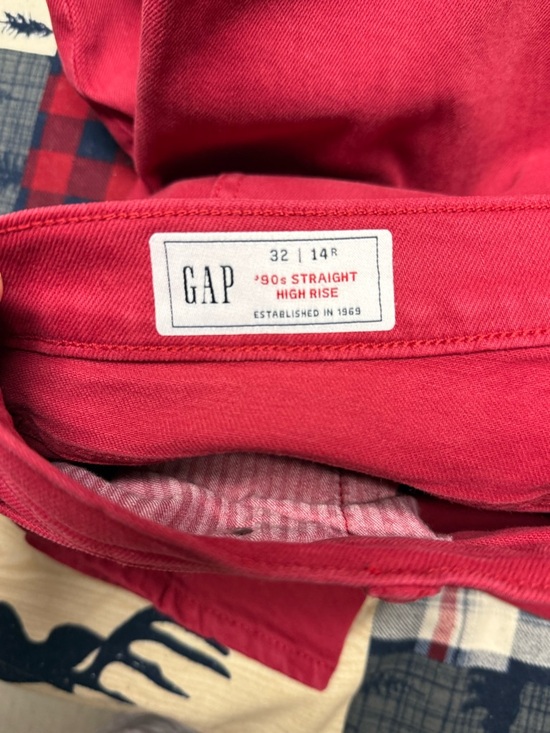 GAP
32 | 14R
'90s STRAIGHT
HIGH RISE
ESTABLISHED IN 1969